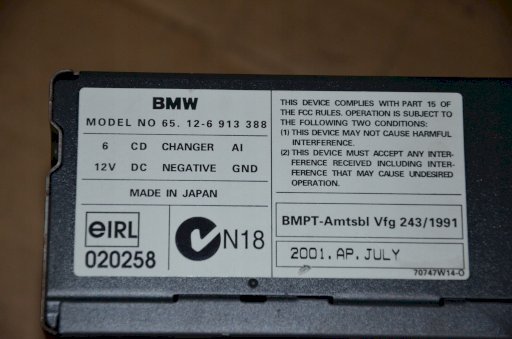 BMW
MODEL NO 65. 12-6 913 388
6 CD CHANGER AI
12V DC NEGATIVE GND
MADE IN JAPAN
eIRL
020258
N18
THIS DEVICE COMPLIES WITH PART 15 OF
THE FCC RULES. OPERATION IS SUBJECT TO
THE FOLLOWING TWO CONDITIONS:
(1) THIS DEVICE MAY NOT CAUSE HARMFUL
INTERFERENCE.
(2) THIS DEVICE MUST ACCEPT ANY INTER-
FERENCE RECEIVED INCLUDING INTER-
FERENCE THAT MAY CAUSE UNDESIRED
OPERATION.
BMPT-Amtsbl Vfg 243/1991
2001.AP.JULY
70747W14-O